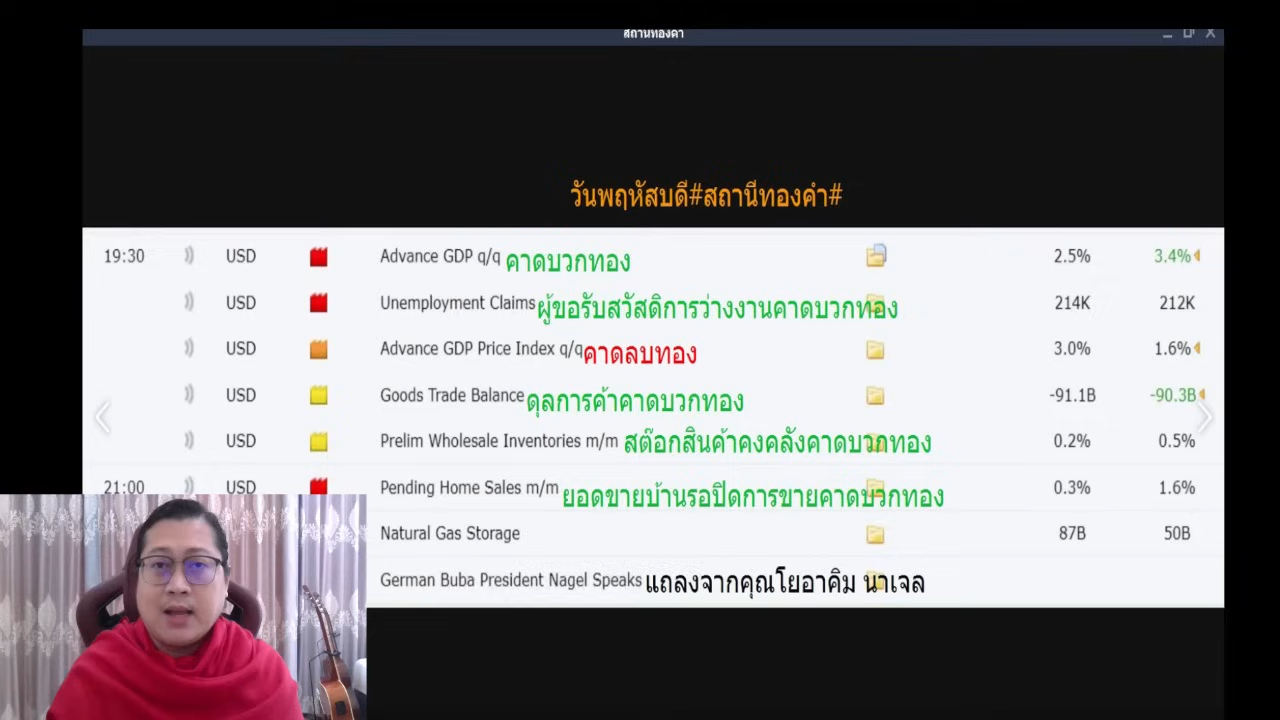 สถานีทองคำ
วันพฤหัสบดี#สถานีทองคำ#
19:30 USD Advance GDP q/q คาดบวกทอง 2.5% 3.4%
USD Unemployment Claims ผู้ขอรับสวัสดิการว่างงานคาดบวกทอง 214K 212K
USD Advance GDP Price Index q/q คาดลบทอง 3.0% 1.6%
USD Goods Trade Balance ดุลการค้าคาดบวกทอง -91.1B -90.3B
USD Prelim Wholesale Inventories m/m สต๊อกสินค้าคงคลังคาดบวกทอง 0.2% 0.5%
21:00 USD Pending Home Sales m/m ยอดขายบ้านรอปิดการขายคาดบวกทอง 0.3% 1.6%
Natural Gas Storage 87B 50B
German Buba President Nagel Speaks แถลงจากคุณโยอาคิม นาเจล